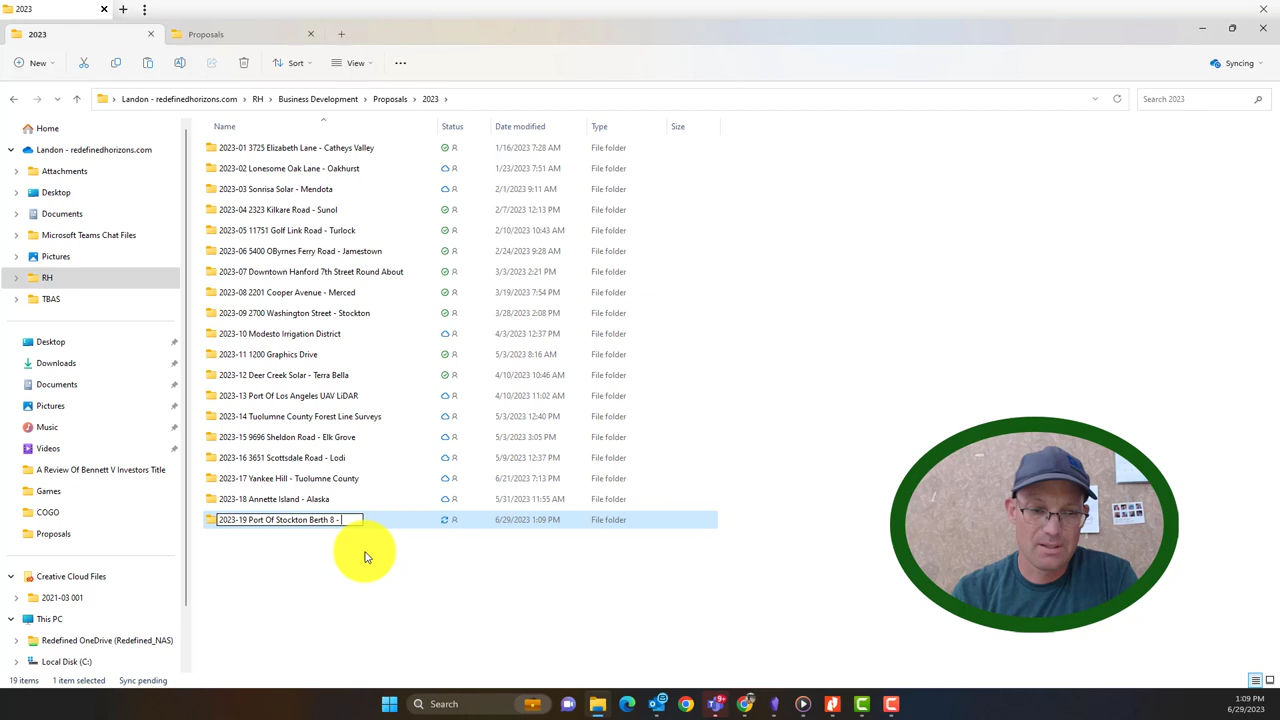 2023
2023
Proposals
New
Sort
View
Syncing
Landon - redefinedhorizons.com
RH
Business Development
Proposals
2023
Search 2023
Name
Status
Date modified
Type
Size
Home
Landon - redefinedhorizons.com
Attachments
Desktop
Documents
Microsoft Teams Chat Files
Pictures
RH
TBAS
Desktop
Downloads
Documents
Pictures
Music
Videos
A Review Of Bennett V Investors Title
Games
COGO
Proposals
Creative Cloud Files
2021-03 001
This PC
Redefined OneDrive (Redefined_NAS)
Local Disk (C:)
2023-01 3725 Elizabeth Lane - Catheys Valley 1/16/2023 7:28 AM File folder
2023-02 Lonesome Oak Lane - Oakhurst 1/23/2023 7:51 AM File folder
2023-03 Sonrisa Solar - Mendota 2/1/2023 9:11 AM File folder
2023-04 2323 Kilkare Road - Sunol 2/7/2023 12:13 PM File folder
2023-05 11751 Golf Link Road - Turlock 2/10/2023 10:43 AM File folder
2023-06 5400 OByrnes Ferry Road - Jamestown 2/24/2023 9:28 AM File folder
2023-07 Downtown Hanford 7th Street Round About 3/3/2023 2:21 PM File folder
2023-08 2201 Cooper Avenue - Merced 3/19/2023 7:54 PM File folder
2023-09 2700 Washington Street - Stockton 3/28/2023 2:08 PM File folder
2023-10 Modesto Irrigation District 4/3/2023 12:37 PM File folder
2023-11 1200 Graphics Drive 5/3/2023 8:16 AM File folder
2023-12 Deer Creek Solar - Terra Bella 4/10/2023 10:46 AM File folder
2023-13 Port Of Los Angeles UAV LiDAR 4/10/2023 11:02 AM File folder
2023-14 Tuolumne County Forest Line Surveys 5/3/2023 12:40 PM File folder
2023-15 9696 Sheldon Road - Elk Grove 5/3/2023 3:05 PM File folder
2023-16 3651 Scottsdale Road - Lodi 5/9/2023 12:37 PM File folder
2023-17 Yankee Hill - Tuolumne County 6/21/2023 7:13 PM File folder
2023-18 Annette Island - Alaska 5/31/2023 11:55 AM File folder
2023-19 Port Of Stockton Berth 8 - 6/29/2023 1:09 PM File folder
19 items
1 item selected
Sync pending
Search
9+
1:09 PM
6/29/2023